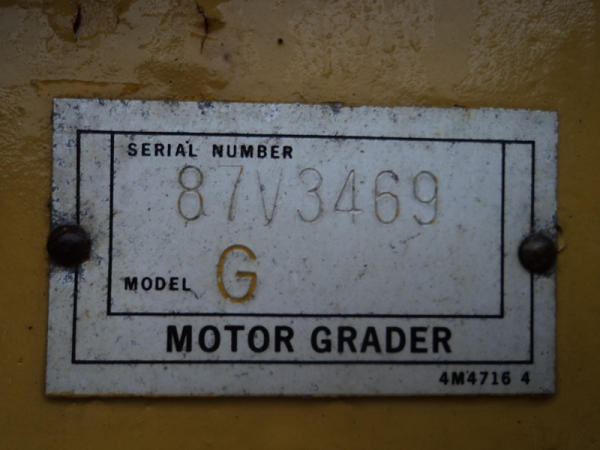 SERIAL NUMBER
87V3469
MODEL G
MOTOR GRADER
4M4716 4